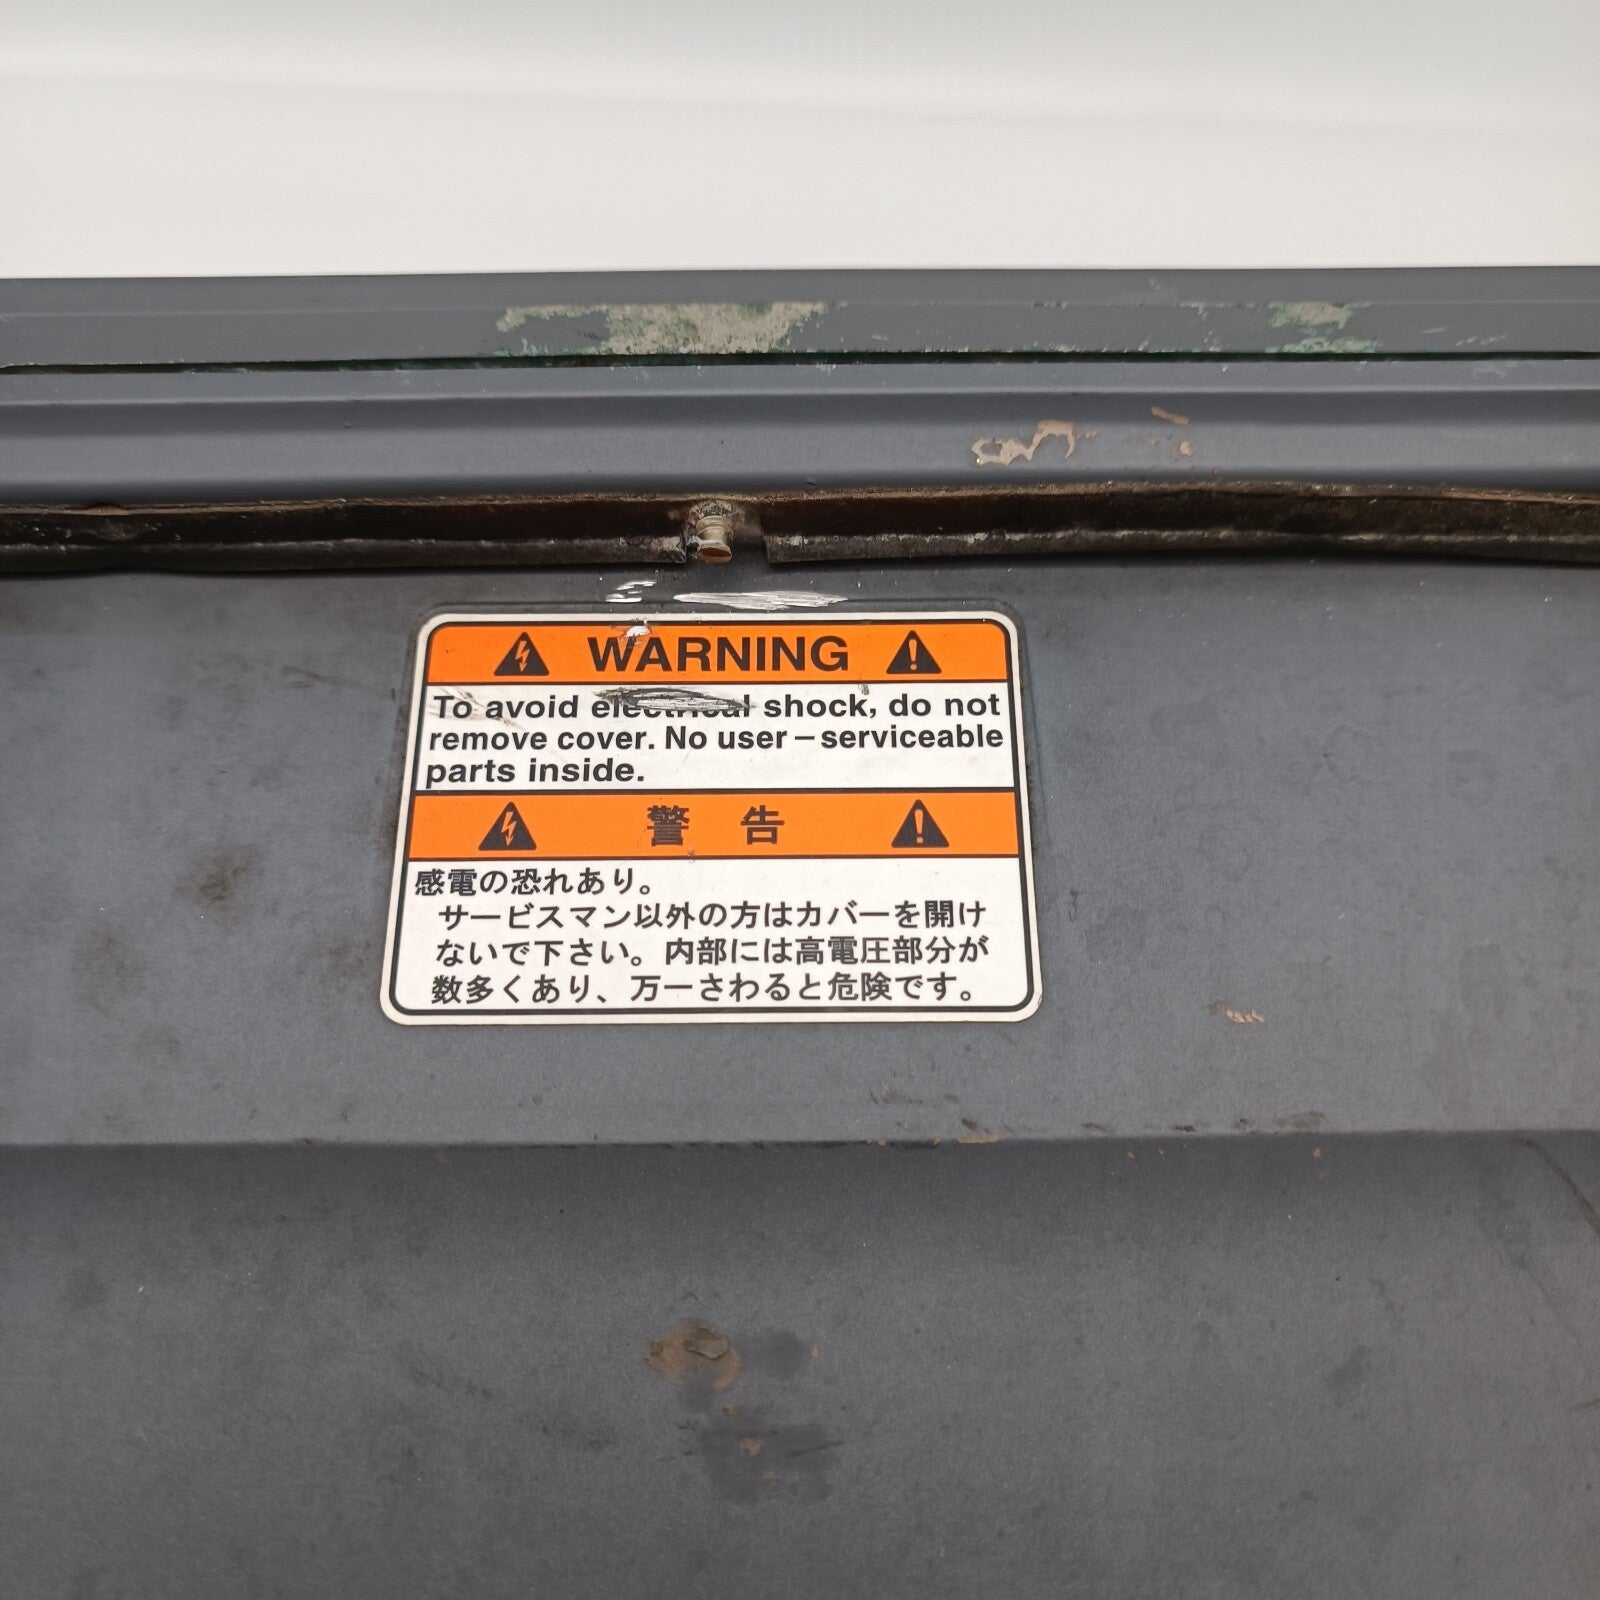 WARNING
To avoid electrical shock, do not
remove cover. No user-serviceable
parts inside.
警 告
感電の恐れあり。
サービスマン以外の方はカバーを開け
ないで下さい。内部には高電圧部分が
数多くあり、万一さわると危険です。